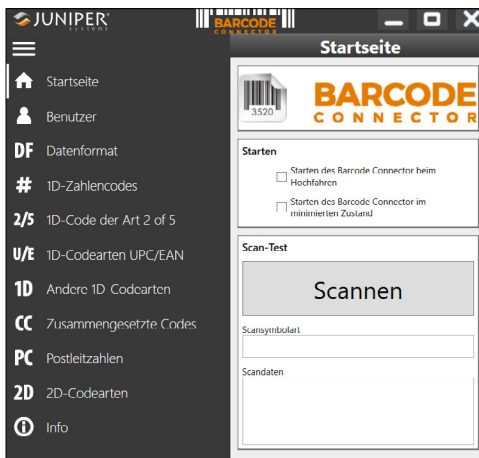 JUNIPER
systems
BARCODE
CONNECTOR
Startseite
Startseite
Benutzer
DF Datenformat
# 1D-Zahlencodes
2/5 1D-Code der Art 2 of 5
U/E 1D-Codearten UPC/EAN
1D Andere 1D-Codearten
CC Zusammengesetzte Codes
PC Postleitzahlen
2D 2D-Codearten
Info
3520
BARCODE
CONNECTOR
Starten
Starten des Barcode Connector beim
Hochfahren
Starten des Barcode Connector im
minimierten Zustand
Scan-Test
Scannen
Scansymbolart
Scandaten